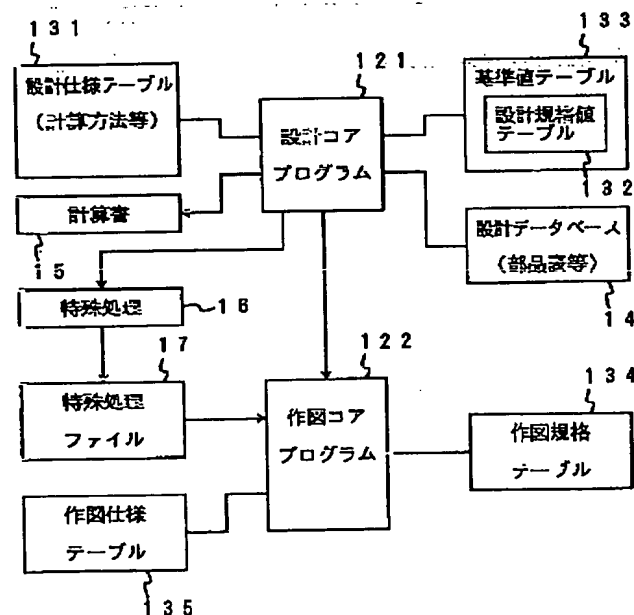 131
設計仕様テーブル
(計算方法等)
121
設計コア
プログラム
133
基準値テーブル
設計規格値
テーブル
132
計算書
15
設計データベース
(部品表等)
14
特殊処理
16
17
特殊処理
ファイル
122
作図コア
プログラム
134
作図規格
テーブル
作図仕様
テーブル
135